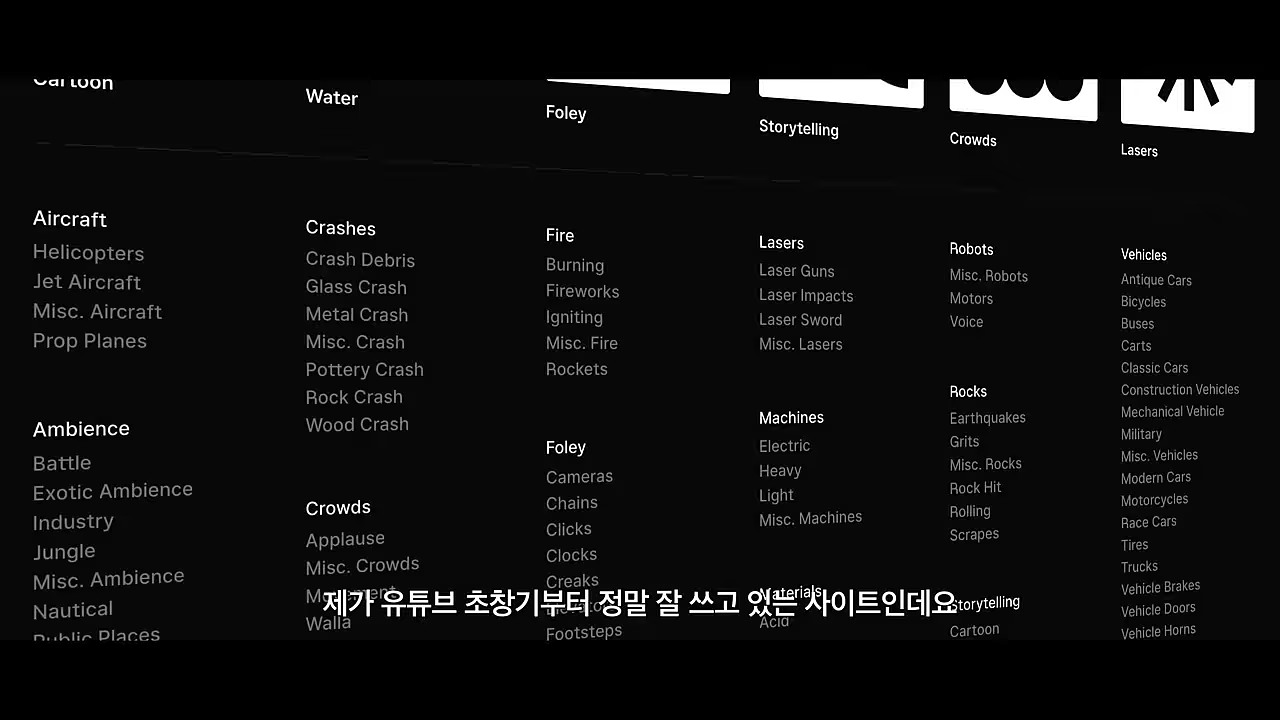 Cartoon
Water
Foley
Storytelling
Crowds
Lasers
Aircraft
Helicopters
Jet Aircraft
Misc. Aircraft
Prop Planes
Ambience
Battle
Exotic Ambience
Industry
Jungle
Misc. Ambience
Nautical
Public Places
Crashes
Crash Debris
Glass Crash
Metal Crash
Misc. Crash
Pottery Crash
Rock Crash
Wood Crash
Crowds
Applause
Misc. Crowds
Movement
Walla
Fire
Burning
Fireworks
Igniting
Misc. Fire
Rockets
Foley
Cameras
Chains
Clicks
Clocks
Creaks
Footsteps
Lasers
Laser Guns
Laser Impacts
Laser Sword
Misc. Lasers
Machines
Electric
Heavy
Light
Misc. Machines
Materials
Acid
Robots
Misc. Robots
Motors
Voice
Rocks
Earthquakes
Grits
Misc. Rocks
Rock Hit
Rolling
Scrapes
Storytelling
Cartoon
Vehicles
Antique Cars
Bicycles
Buses
Carts
Classic Cars
Construction Vehicles
Mechanical Vehicle
Military
Misc. Vehicles
Modern Cars
Motorcycles
Race Cars
Tires
Trucks
Vehicle Brakes
Vehicle Doors
Vehicle Horns
제가 유튜브 초창기부터 정말 잘 쓰고 있는 사이트인데요